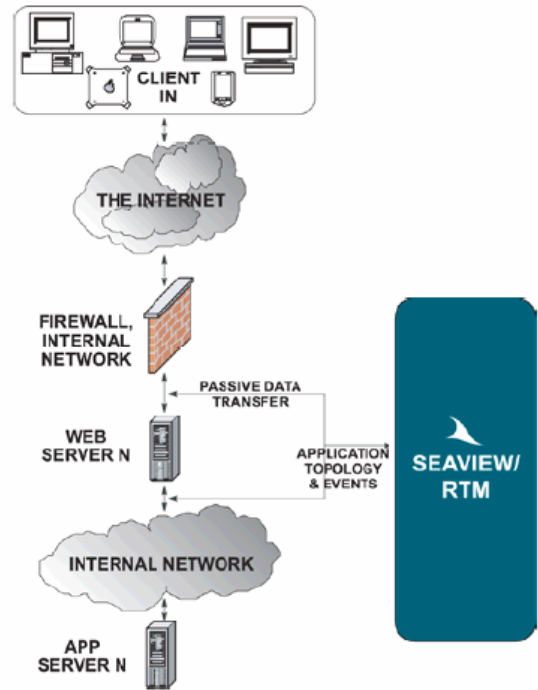 CLIENT
IN
THE INTERNET
FIREWALL,
INTERNAL
NETWORK
PASSIVE DATA
TRANSFER
WEB
SERVER N
APPLICATION
TOPOLOGY
& EVENTS
SEAVIEW/
RTM
INTERNAL NETWORK
APP
SERVER N